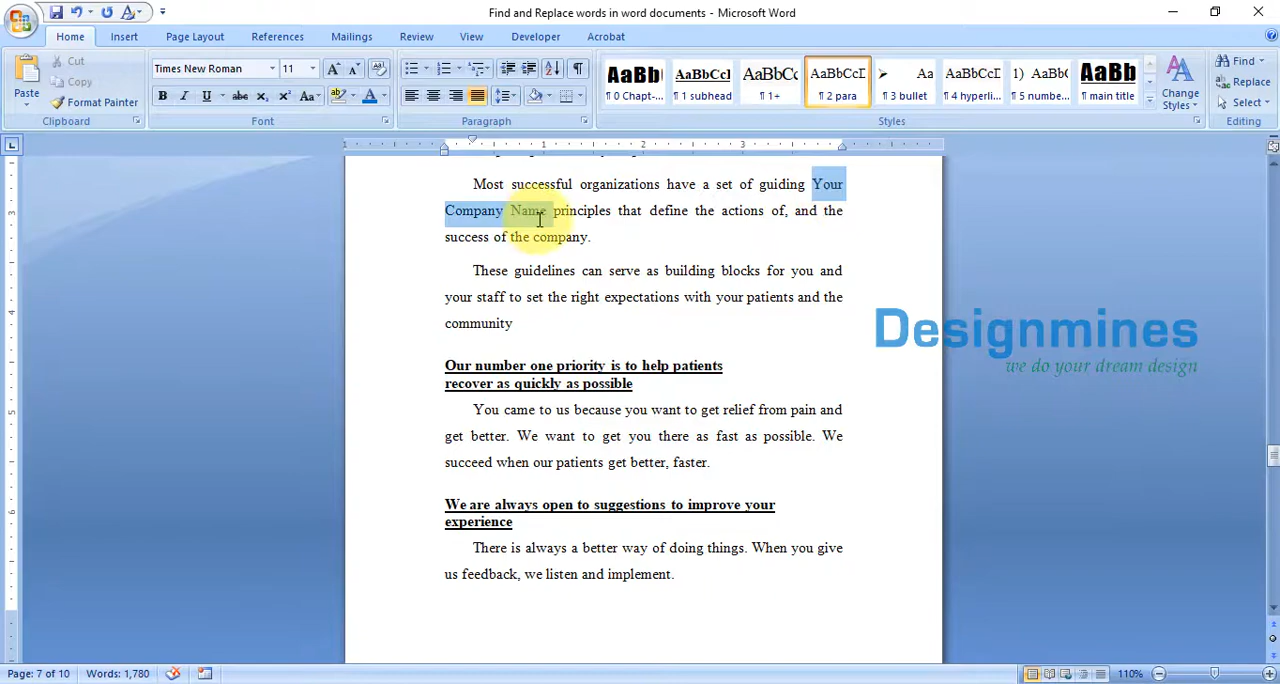 Find and Replace words in word documents - Microsoft Word
Home Insert Page Layout References Mailings Review View Developer Acrobat
Paste
Cut
Copy
Format Painter
Clipboard
Times New Roman 11
Font
Paragraph
AaBb AaBbCcI AaBbCc AaBbCcI Aa AaBbCcI 1) AaBb( AaBb
¶ 0 Chapt-... ¶ 1 subhead ¶ 1+ ¶ 2 para ¶ 3 bullet ¶ 4 hyperli... ¶ 5 numbe... ¶ main title
Change Styles
Styles
Find
Replace
Select
Editing
1 1 2 3
Most successful organizations have a set of guiding Your
Company Name principles that define the actions of, and the
success of the company.
These guidelines can serve as building blocks for you and
your staff to set the right expectations with your patients and the
community
Our number one priority is to help patients
recover as quickly as possible
You came to us because you want to get relief from pain and
get better. We want to get you there as fast as possible. We
succeed when our patients get better, faster.
We are always open to suggestions to improve your
experience
There is always a better way of doing things. When you give
us feedback, we listen and implement.
Designmines
we do your dream design
Page: 7 of 10 Words: 1,780 110%